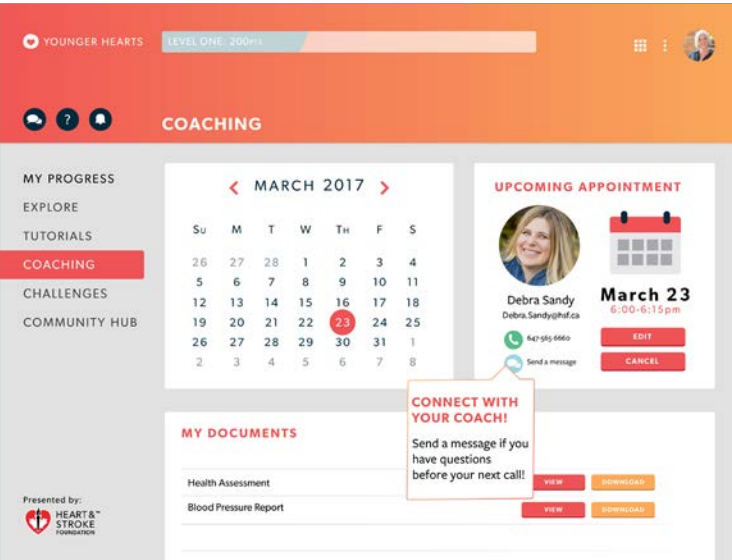 YOUNGER HEARTS
LEVEL ONE: 200PTS
COACHING
MY PROGRESS
EXPLORE
TUTORIALS
COACHING
CHALLENGES
COMMUNITY HUB
Presented by:
HEART &™
STROKE
FOUNDATION
MARCH 2017
Su M T W Th F S
26 27 28 1 2 3 4
5 6 7 8 9 10 11
12 13 14 15 16 17 18
19 20 21 22 23 24 25
26 27 28 29 30 31 1
2 3 4 5 6 7 8
UPCOMING APPOINTMENT
Debra Sandy
Debra.Sandy@hsf.ca
647-565-6660
Send a message
March 23
6:00-6:15pm
EDIT
CANCEL
CONNECT WITH
YOUR COACH!
Send a message if you
have questions
before your next call!
MY DOCUMENTS
Health Assessment VIEW DOWNLOAD
Blood Pressure Report VIEW DOWNLOAD
?